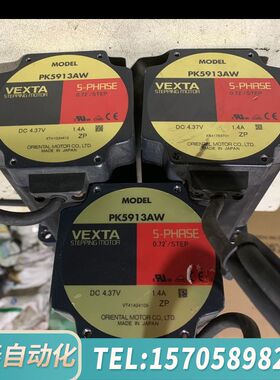 MODEL
PK5913AW
VEXTA
STEPPING MOTOR
5-PHASE
0.72°/STEP
DC 4.37V 1.4A
ZP
ORIENTAL MOTOR CO., LTD.
MADE IN JAPAN
MODEL
PK5913AW
VEXTA
STEPPING MOTOR
5-PHASE
0.72°/STEP
DC 4.37V 1.4A
ZP
ORIENTAL MOTOR CO., LTD.
MADE IN JAPAN
MODEL
PK5913AW
VEXTA
STEPPING MOTOR
5-PHASE
0.72°/STEP
DC 4.37V 1.4A
ZP
ORIENTAL MOTOR CO., LTD.
MADE IN JAPAN
自动化
TEL:1570589882